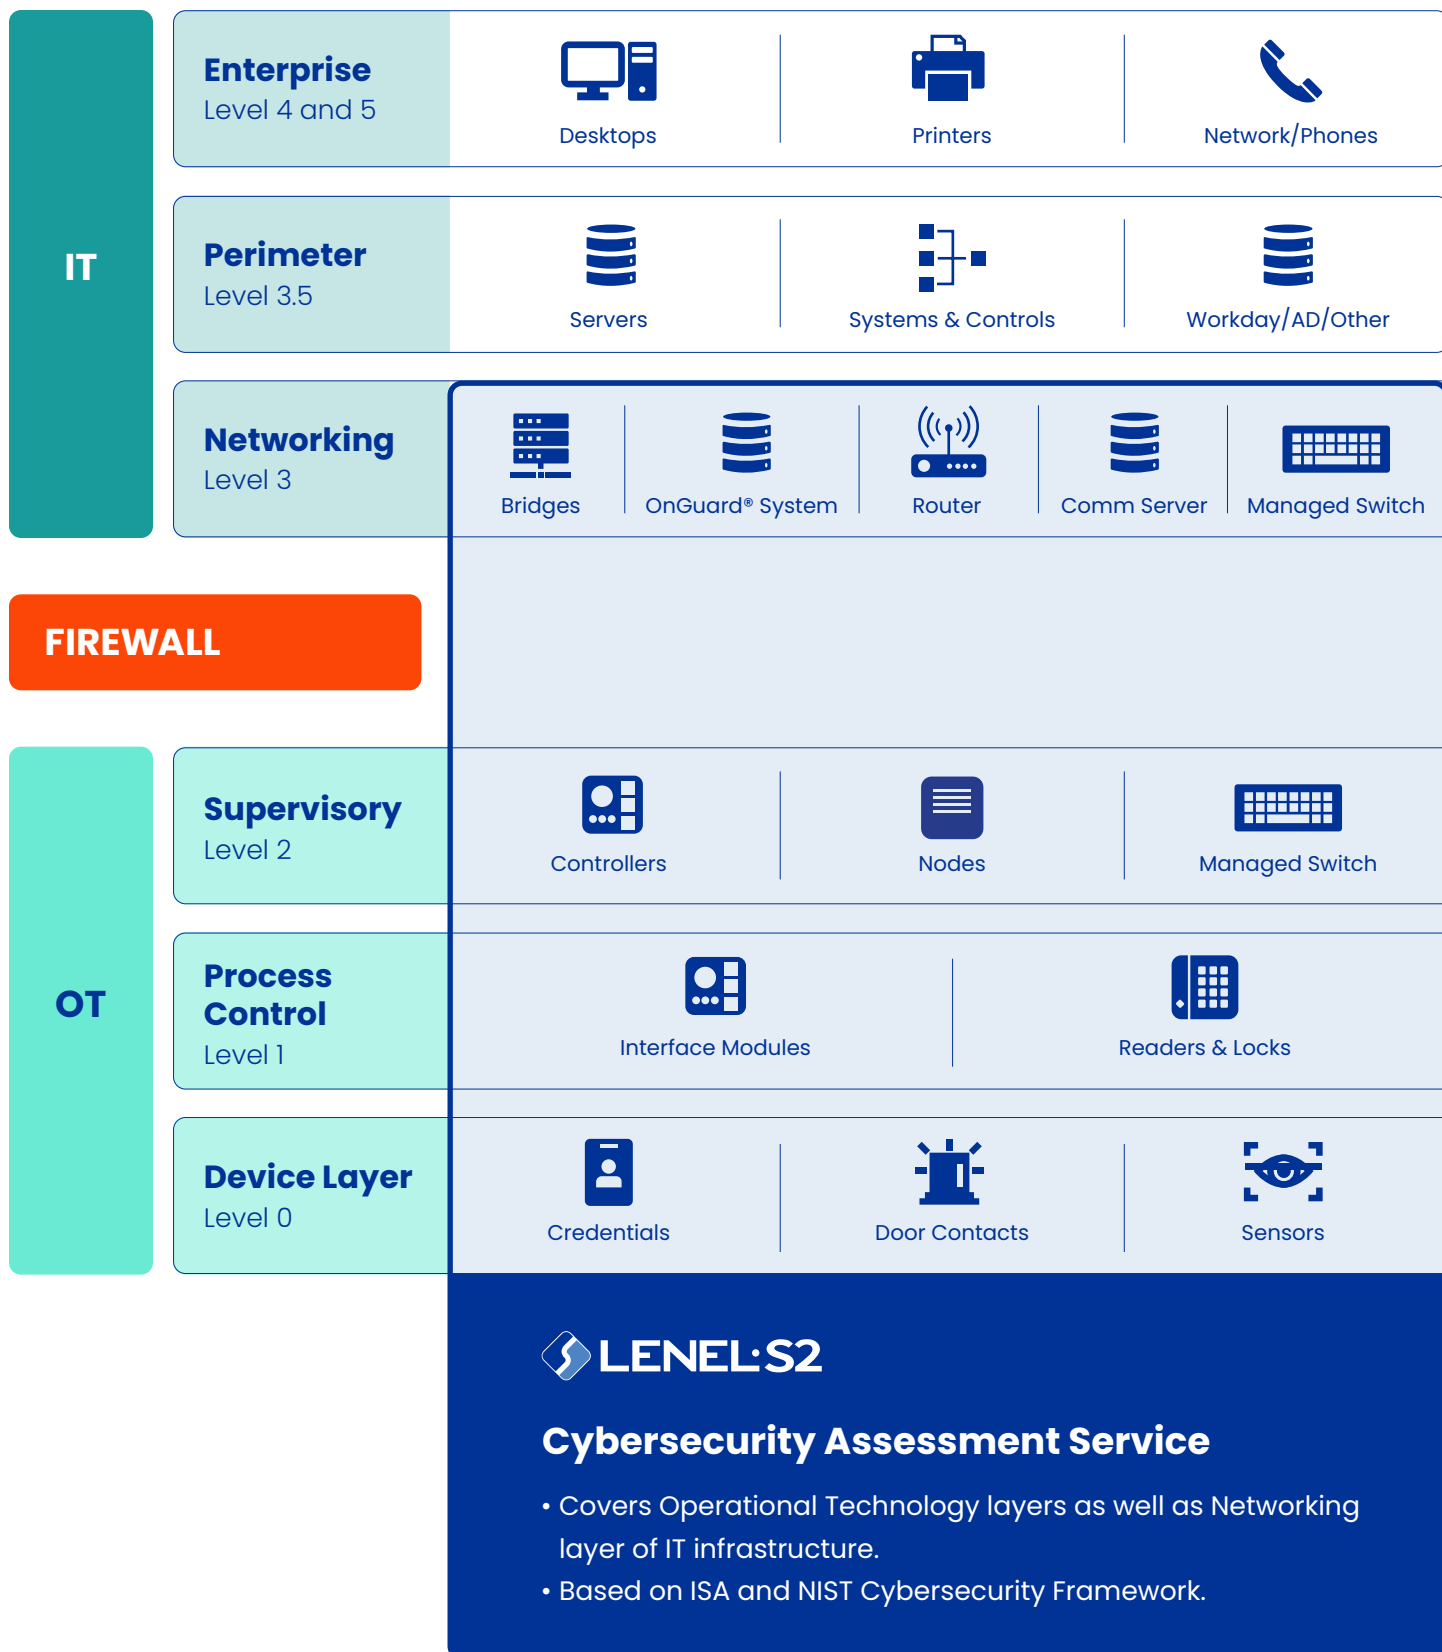 IT
Enterprise
Level 4 and 5
Desktops
Printers
Network/Phones
Perimeter
Level 3.5
Servers
Systems & Controls
Workday/AD/Other
Networking
Level 3
Bridges
OnGuard® System
Router
Comm Server
Managed Switch
FIREWALL
OT
Supervisory
Level 2
Controllers
Nodes
Managed Switch
Process
Control
Level 1
Interface Modules
Readers & Locks
Device Layer
Level 0
Credentials
Door Contacts
Sensors
LENEL·S2
Cybersecurity Assessment Service
• Covers Operational Technology layers as well as Networking
layer of IT infrastructure.
• Based on ISA and NIST Cybersecurity Framework.